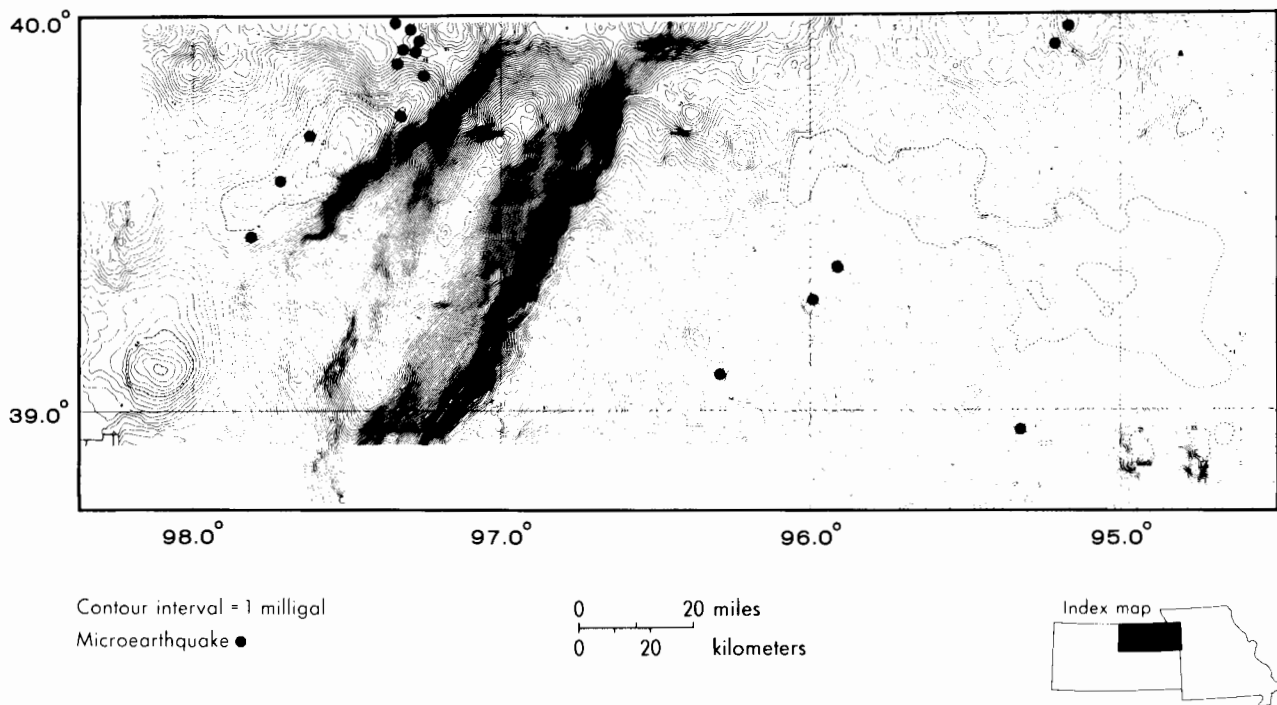 40.0°
39.0°
98.0° 97.0° 96.0° 95.0°
Contour interval = 1 milligal
Microearthquake ●
0 20 miles
0 20 kilometers
Index map